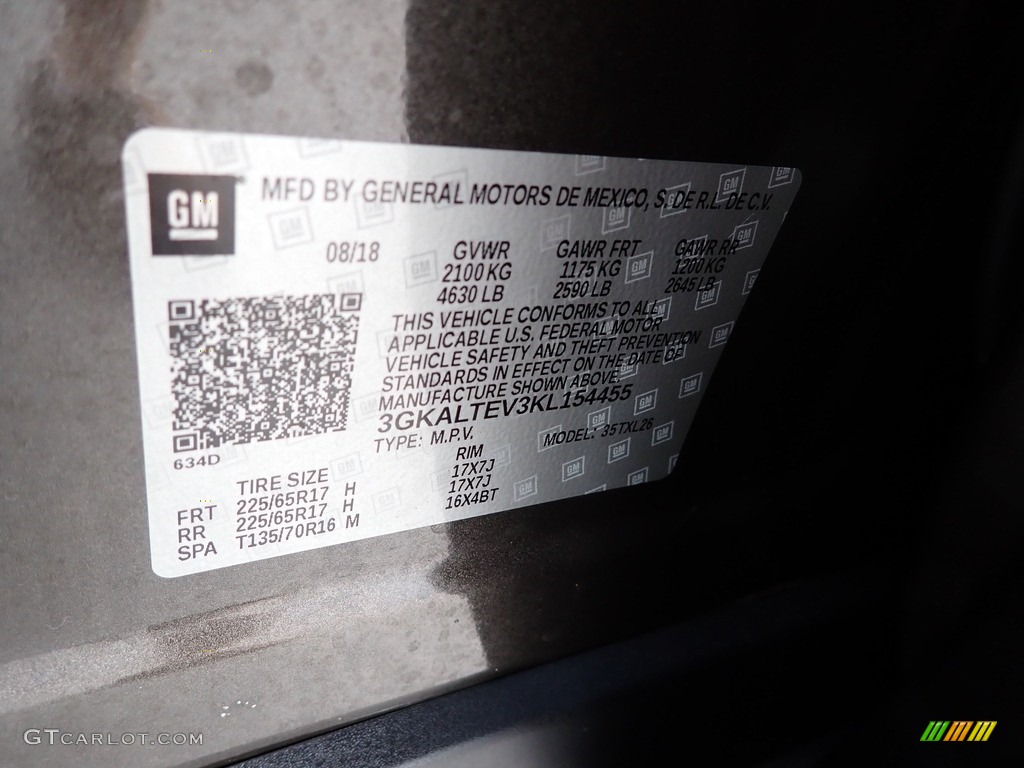 GM MFD BY GENERAL MOTORS DE MEXICO, S. DE R.L. DE C.V.
08/18 GVWR GAWR FRT GAWR RR
2100 KG 1175 KG 1200 KG
4630 LB 2590 LB 2645 LB
THIS VEHICLE CONFORMS TO ALL
APPLICABLE U.S. FEDERAL MOTOR
VEHICLE SAFETY AND THEFT PREVENTION
STANDARDS IN EFFECT ON THE DATE OF
MANUFACTURE SHOWN ABOVE.
3GKALTEV3KL154455
TYPE: M.P.V. MODEL: 35TXL26
634D
TIRE SIZE RIM
FRT 225/65R17 H 17X7J
RR 225/65R17 H 17X7J
SPA T135/70R16 M 16X4BT
GTCARLOT.COM